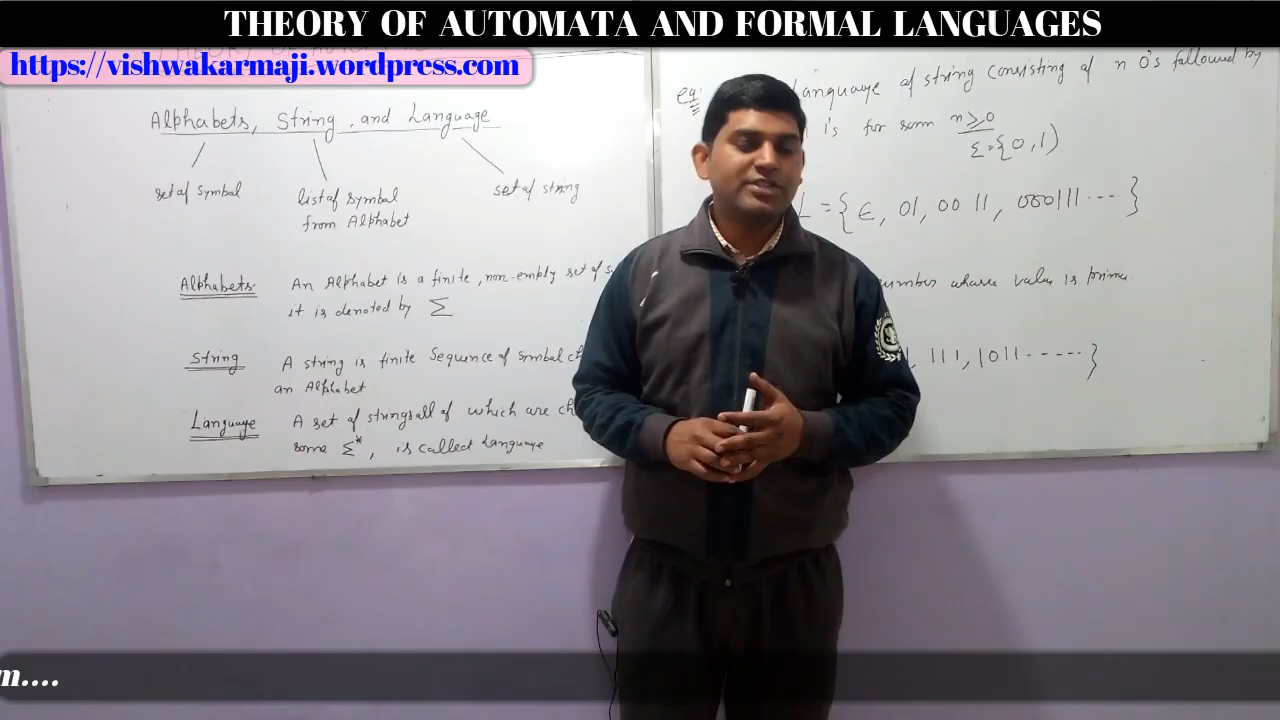 THEORY OF AUTOMATA AND FORMAL LANGUAGES
https://vishwakarmaji.wordpress.com
Alphabets, String, and Language
set of symbol
list of symbol
from Alphabet
set of string
Alphabets- An Alphabet is a finite, non-empty set of
it is denoted by Σ
String A string is finite sequence of symbol
an Alphabet
Language A set of strings all of which are
some Σ*, is called Language
eg: Language of string consisting of n 0's followed by
1's for n≥0
Σ={0,1)
L={ϵ, 01, 0011, 000111---}
number whose value is prime
, 111, 1011-----}
m....